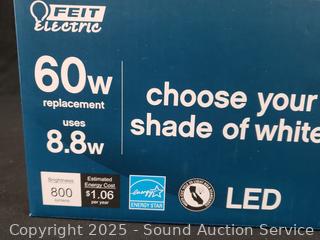 FEIT
Electric
60w
replacement
uses
8.8w
choose your
shade of white
Brightness
800
lumens
Estimated
Energy Cost
$1.06
per year
energy
ENERGY STAR
LED
Copyright 2025 - Sound Auction Service